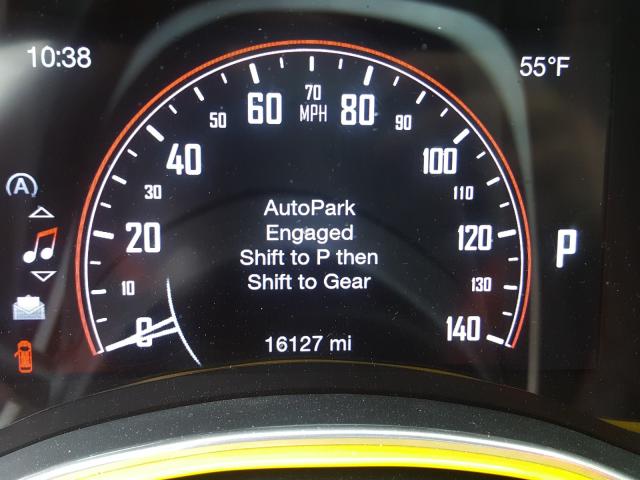 10:38
55°F
70
MPH
60
80
50
90
40
100
30
110
AutoPark
Engaged
Shift to P then
Shift to Gear
A
20
120
P
10
130
0
140
16127 mi